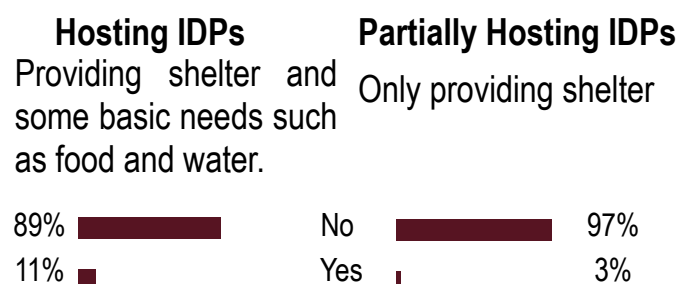 Hosting IDPs
Providing shelter and
some basic needs such
as food and water.
Partially Hosting IDPs
Only providing shelter
89% No 97%
11% Yes 3%